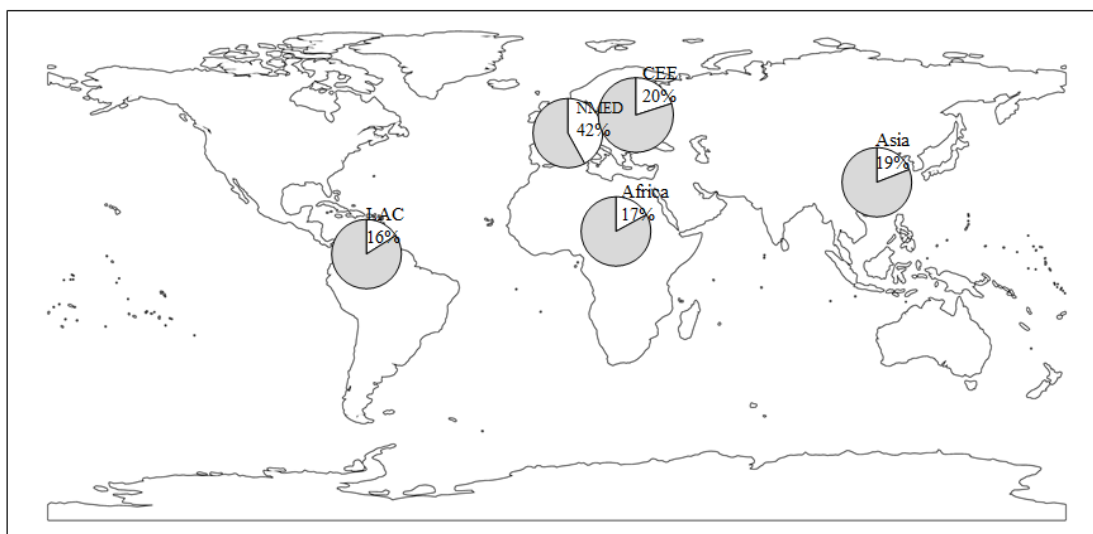 CEE
20%
NMED
42%
Asia
19%
Africa
17%
LAC
16%